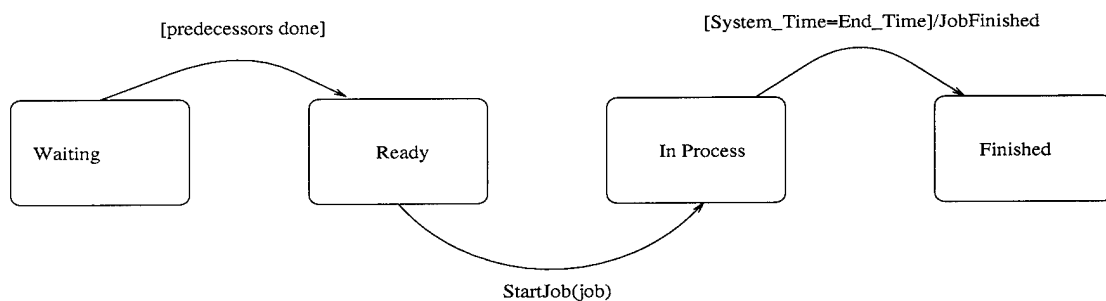 [predecessors done]
[System_Time=End_Time]/JobFinished
Waiting
Ready
In Process
Finished
StartJob(job)